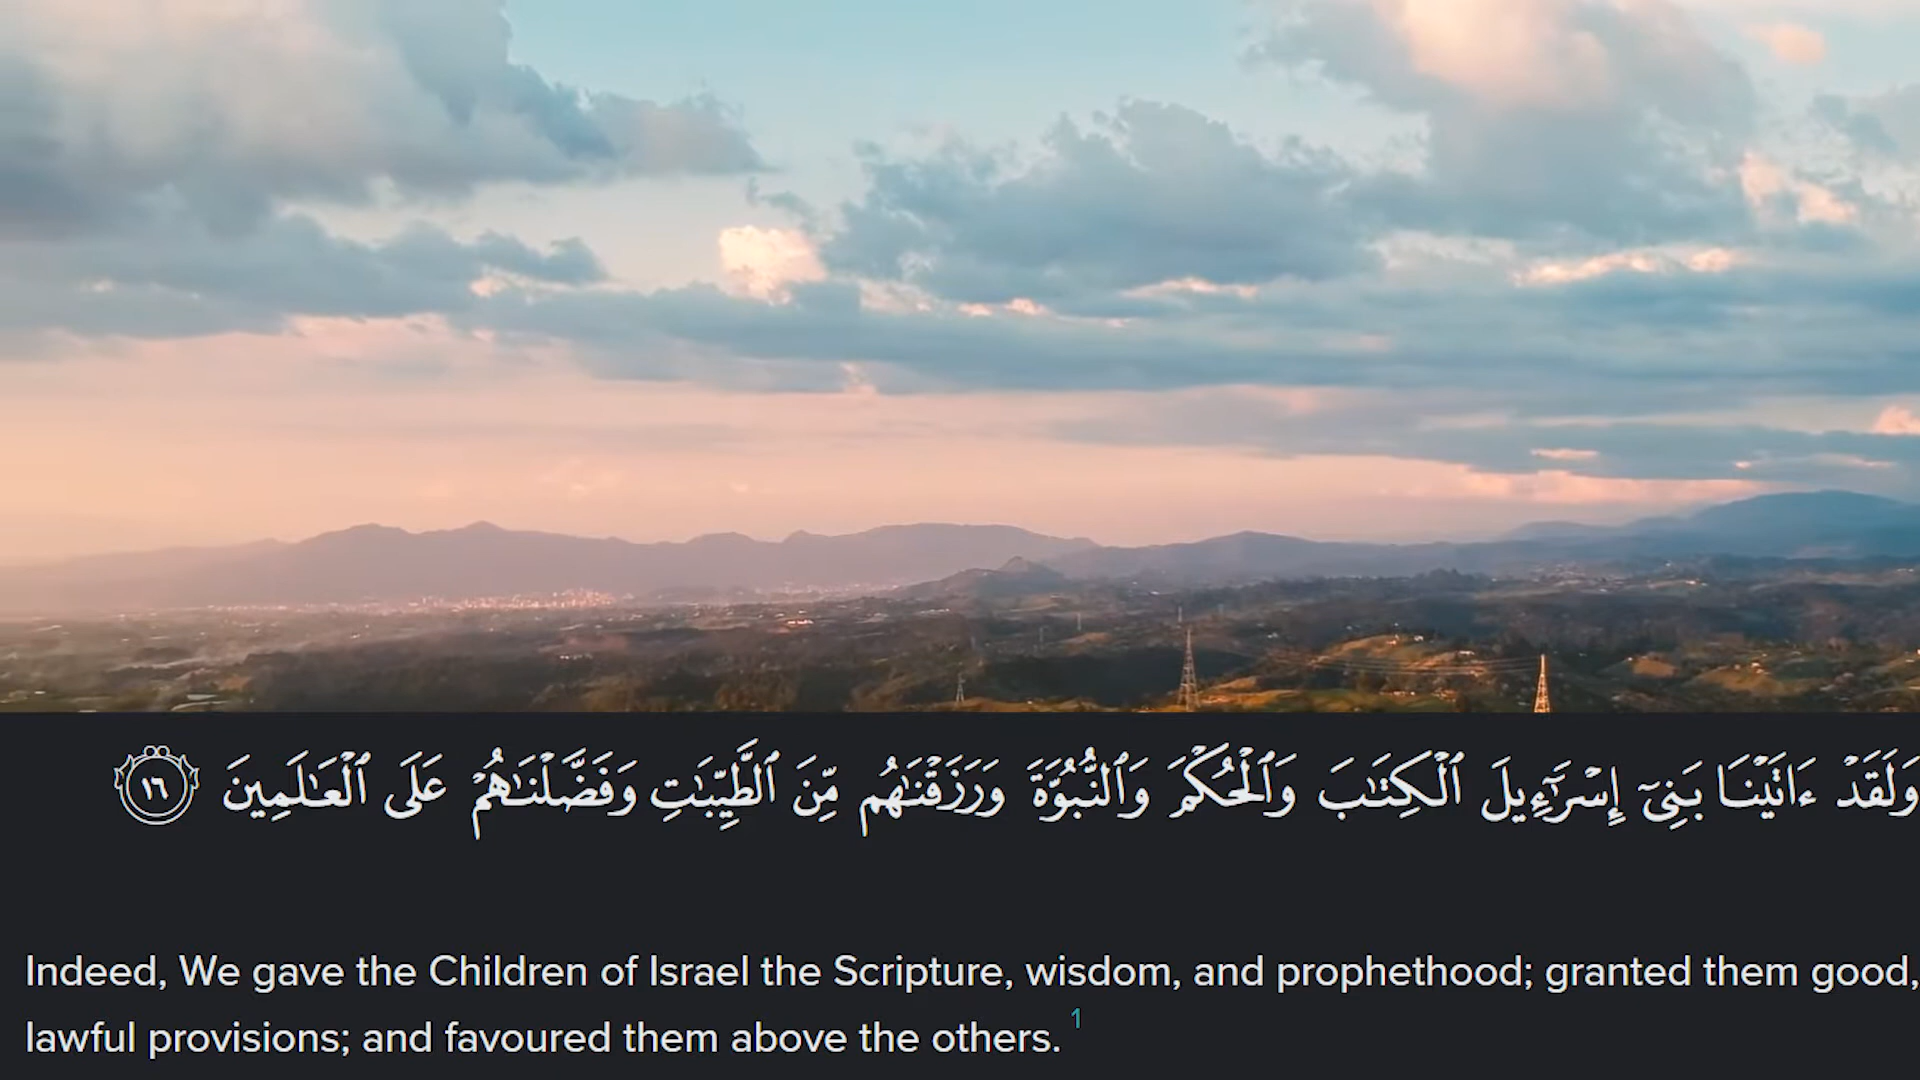 وَلَقَدْ ءَاتَيْنَا بَنِىٓ إِسْرَٰٓءِيلَ ٱلْكِتَـٰبَ وَٱلْحُكْمَ وَٱلنُّبُوَّةَ وَرَزَقْنَـٰهُم مِّنَ ٱلطَّيِّبَـٰتِ وَفَضَّلْنَـٰهُمْ عَلَى ٱلْعَـٰلَمِينَ ١٦
Indeed, We gave the Children of Israel the Scripture, wisdom, and prophethood; granted them good,
lawful provisions; and favoured them above the others. 1